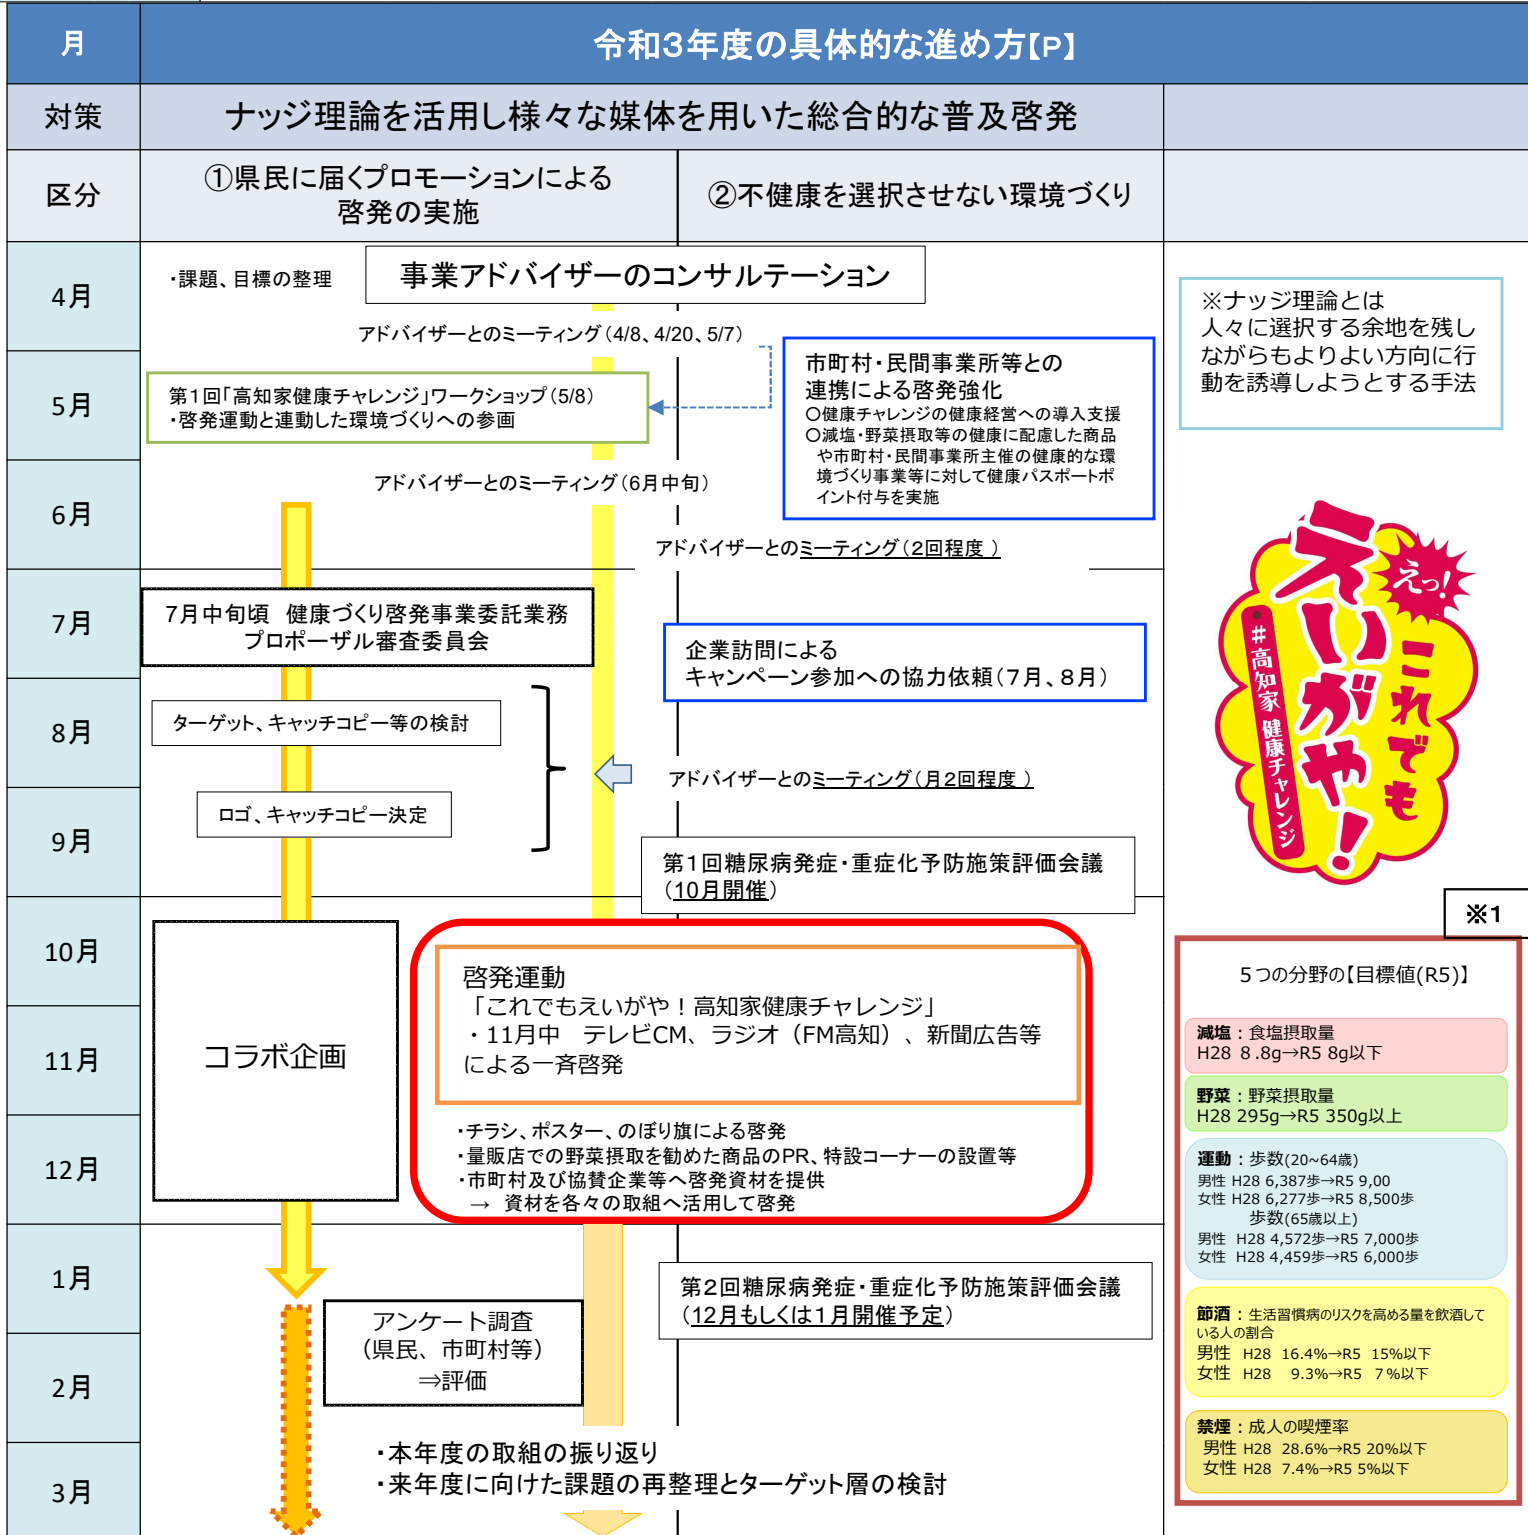 月
令和3年度の具体的な進め方【P】
対策
ナッジ理論を活用し様々な媒体を用いた総合的な普及啓発
区分
①県民に届くプロモーションによる
啓発の実施
②不健康を選択させない環境づくり
4月
・課題、目標の整理
事業アドバイザーのコンサルテーション
アドバイザーとのミーティング(4/8、4/20、5/7)
5月
第1回「高知家健康チャレンジ」ワークショップ(5/8)
・啓発運動と連動した環境づくりへの参画
市町村・民間事業所等との
連携による啓発強化
○健康チャレンジの健康経営への導入支援
○減塩・野菜摂取等の健康に配慮した商品
や市町村・民間事業所主催の健康的な環
境づくり事業等に対して健康パスポートポ
イント付与を実施
アドバイザーとのミーティング(6月中旬)
6月
アドバイザーとのミーティング(2回程度 )
7月
7月中旬頃 健康づくり啓発事業委託業務
プロポーザル審査委員会
企業訪問による
キャンペーン参加への協力依頼(7月、8月)
8月
ターゲット、キャッチコピー等の検討
アドバイザーとのミーティング(月2回程度 )
9月
ロゴ、キャッチコピー決定
第1回糖尿病発症・重症化予防施策評価会議
(10月開催)
10月
11月
12月
コラボ企画
啓発運動
「これでもえいがや！高知家健康チャレンジ」
・11月中 テレビCM、ラジオ（FM高知）、新聞広告等
による一斉啓発
・チラシ、ポスター、のぼり旗による啓発
・量販店での野菜摂取を勧めた商品のPR、特設コーナーの設置等
・市町村及び協賛企業等へ啓発資材を提供
→ 資材を各々の取組へ活用して啓発
1月
第2回糖尿病発症・重症化予防施策評価会議
(12月もしくは1月開催予定)
アンケート調査
(県民、市町村等)
⇒評価
2月
3月
・本年度の取組の振り返り
・来年度に向けた課題の再整理とターゲット層の検討
※ナッジ理論とは
人々に選択する余地を残し
ながらもよりよい方向に行
動を誘導しようとする手法
えっ!
これでも
えいがや!
#高知家 健康チャレンジ
※1
5つの分野の【目標値(R5)】
減塩：食塩摂取量
H28 8.8g→R5 8g以下
野菜：野菜摂取量
H28 295g→R5 350g以上
運動：歩数(20~64歳)
男性 H28 6,387歩→R5 9,00
女性 H28 6,277歩→R5 8,500歩
歩数(65歳以上)
男性 H28 4,572歩→R5 7,000歩
女性 H28 4,459歩→R5 6,000歩
節酒：生活習慣病のリスクを高める量を飲酒して
いる人の割合
男性 H28 16.4%→R5 15%以下
女性 H28 9.3%→R5 7%以下
禁煙：成人の喫煙率
男性 H28 28.6%→R5 20%以下
女性 H28 7.4%→R5 5%以下